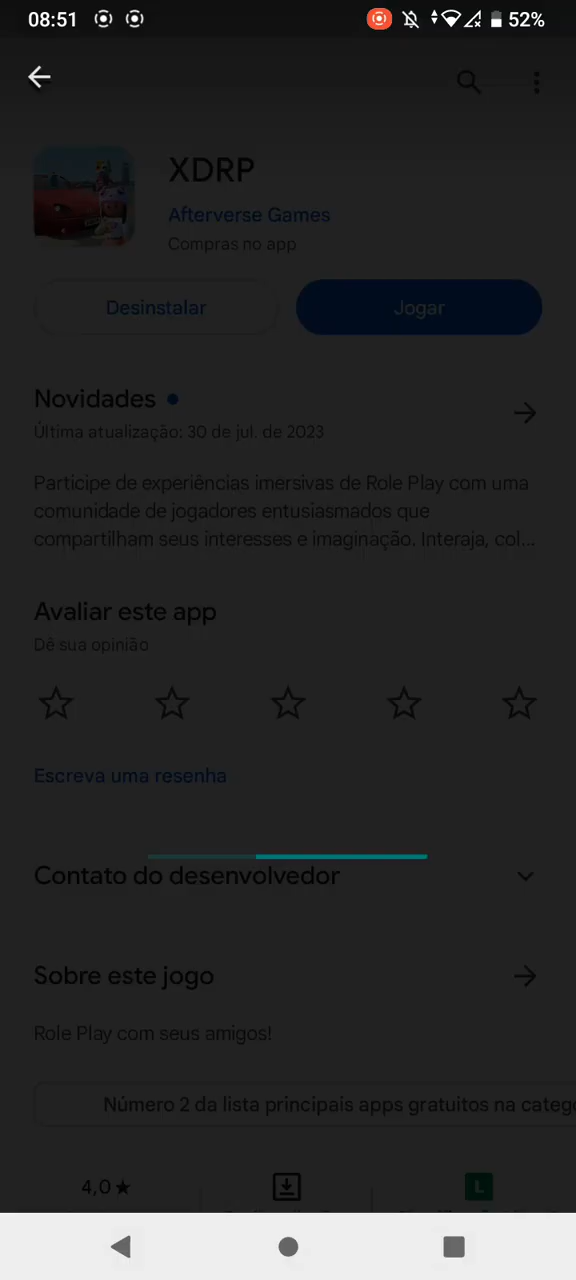 08:51
52%
XDRP
Afterverse Games
Compras no app
Desinstalar
Jogar
Novidades
Última atualização: 30 de jul. de 2023
Participe de experiências imersivas de Role Play com uma
comunidade de jogadores entusiasmados que
compartilham seus interesses e imaginação. Interaja, col...
Avaliar este app
Dê sua opinião
Escreva uma resenha
Contato do desenvolvedor
Sobre este jogo
Role Play com seus amigos!
Número 2 da lista principais apps gratuitos na catego
4,0 ★
L